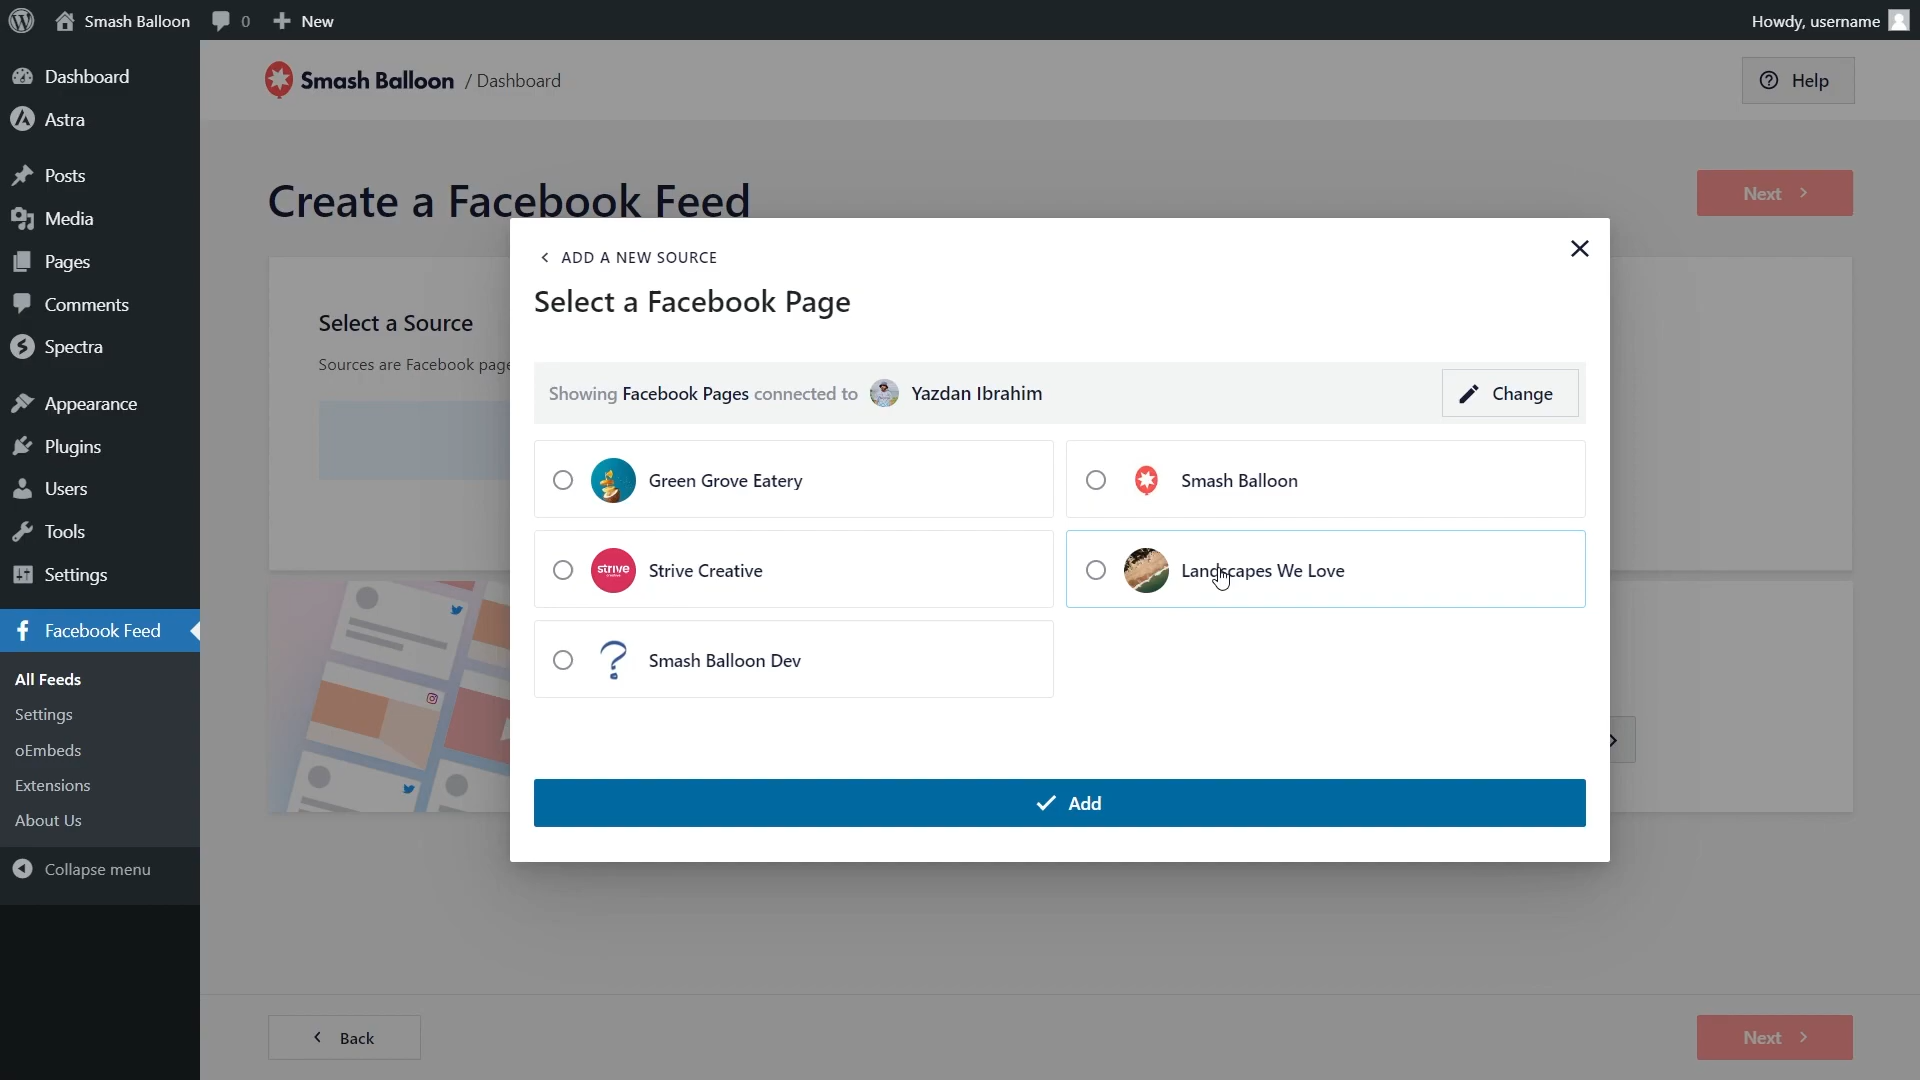 Smash Balloon 0 New Howdy, username
Dashboard
Astra
Posts
Media
Pages
Comments
Spectra
Appearance
Plugins
Users
Tools
Settings
Facebook Feed
All Feeds
Settings
oEmbeds
Extensions
About Us
Collapse menu
Smash Balloon / Dashboard
Help
Create a Facebook Feed
Next
Select a Source
Sources are Facebook page
ADD A NEW SOURCE
Select a Facebook Page
Showing Facebook Pages connected to Yazdan Ibrahim
Change
Green Grove Eatery
Smash Balloon
strive Strive Creative
Landscapes We Love
Smash Balloon Dev
Add
Back
Next